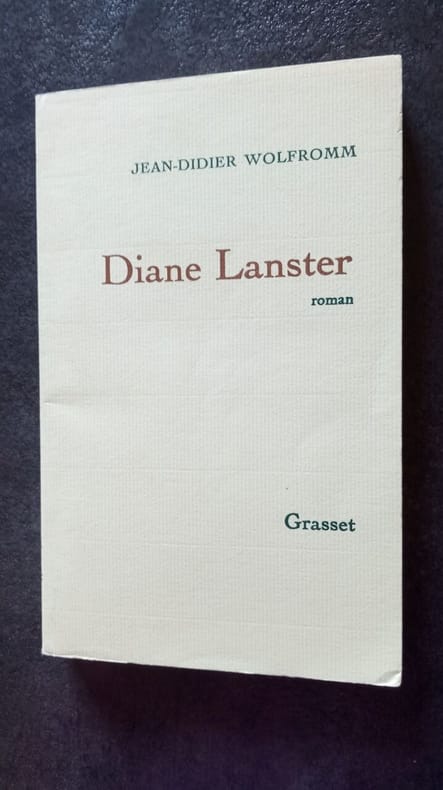 JEAN-DIDIER WOLFROMM
Diane Lanster
roman
Grasset